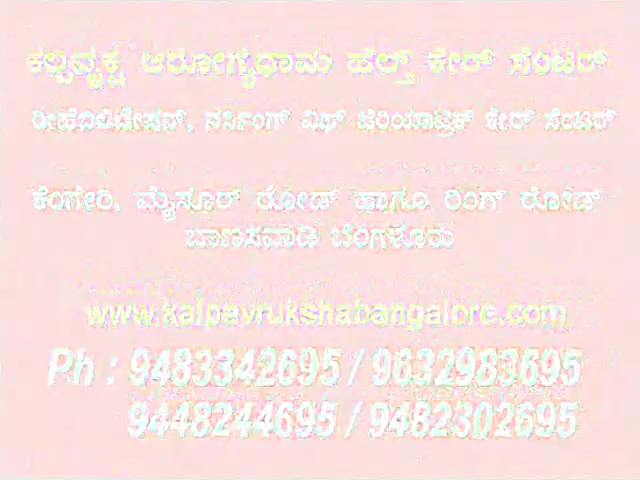 ಕಲ್ಪವೃಕ್ಷ ಆರೋಗ್ಯಧಾಮ ಹೆಲ್ತ್ ಕೇರ್ ಸೆಂಟರ್
ರೀಹೆಬಿಲಿಟೇಷನ್, ನರ್ಸಿಂಗ್ ವಿಥ್ ಜೆರಿಯಾಟ್ರಿಕ್ ಕೇರ್ ಸೆಂಟರ್
ಕೆಂಗೇರಿ, ಮೈಸೂರ್ ರೋಡ್ ಹಾಗೂ ರಿಂಗ್ ರೋಡ್
ಬಾಣಸವಾಡಿ ಬೆಂಗಳೂರು
www.kalpavrukshabangalore.com
Ph : 9483342695 / 9632983695
9448244695 / 9482302695